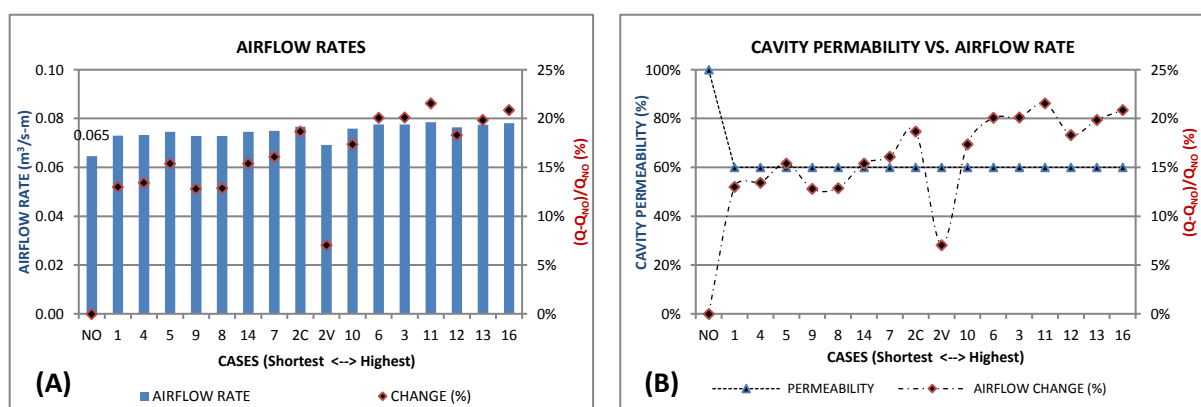 AIRFLOW RATES
AIRFLOW RATE (m³/s-m)
0.10
0.08
0.06
0.04
0.02
0.00
0.065
25%
20%
15%
10%
5%
0%
(Q-Q_NO)/Q_NO (%)
NO 1 4 5 9 8 14 7 2C 2V 10 6 3 11 12 13 16
CASES (Shortest <--> Highest)
(A)
AIRFLOW RATE CHANGE (%)
CAVITY PERMABILITY VS. AIRFLOW RATE
CAVITY PERMEABILITY (%)
100%
80%
60%
40%
20%
0%
25%
20%
15%
10%
5%
0%
(Q-Q_NO)/Q_NO (%)
NO 1 4 5 9 8 14 7 2C 2V 10 6 3 11 12 13 16
CASES (Shortest <--> Highest)
(B)
PERMEABILITY AIRFLOW CHANGE (%)